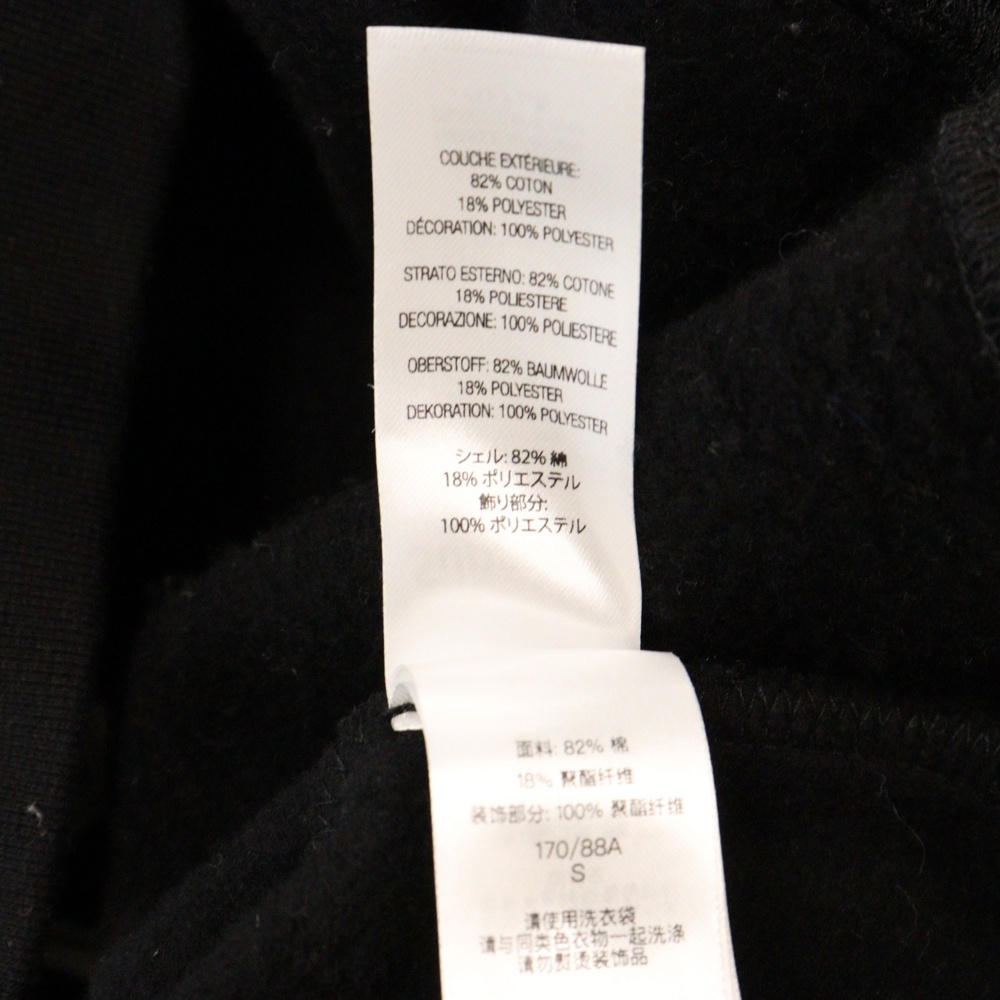 COUCHE EXTÉRIEURE:
82% COTON
18% POLYESTER
DÉCORATION: 100% POLYESTER
STRATO ESTERNO: 82% COTONE
18% POLIESTERE
DECORAZIONE: 100% POLIESTERE
OBERSTOFF: 82% BAUMWOLLE
18% POLYESTER
DEKORATION: 100% POLYESTER
シェル: 82% 綿
18% ポリエステル
飾り部分:
100% ポリエステル
面料: 82% 棉
18% 聚酯纤维
装饰部分: 100% 聚酯纤维
170/88A
S
请使用洗衣袋
请与同类色衣物一起洗涤
请勿熨烫装饰品